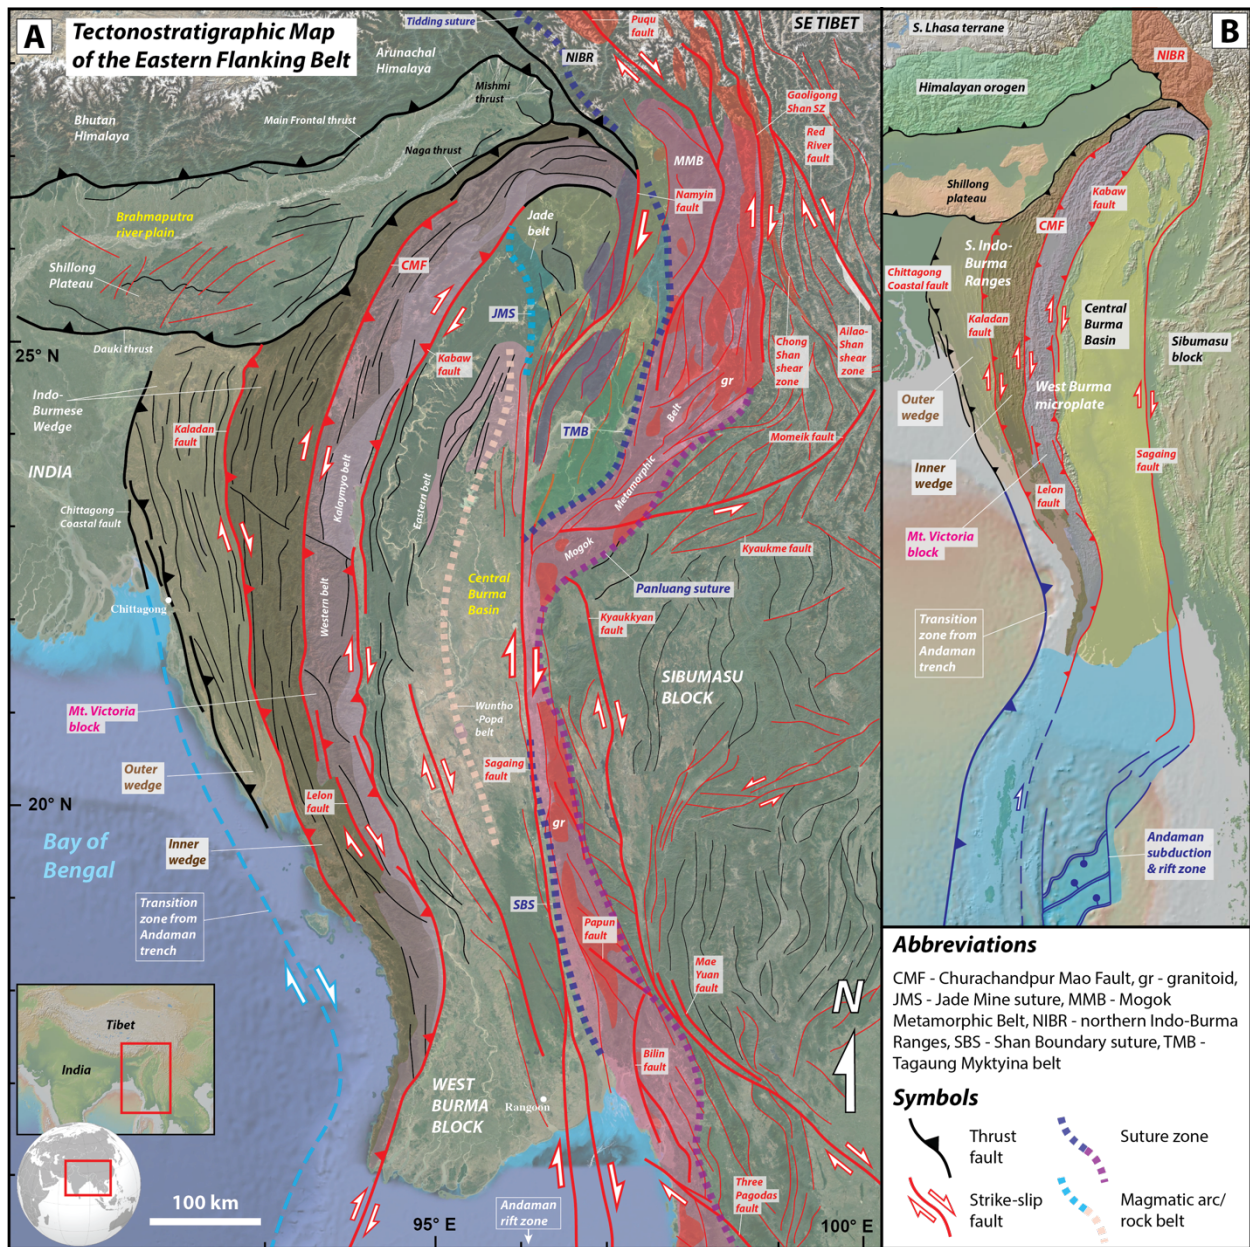 A
Tectonostratigraphic Map
of the Eastern Flanking Belt
Tidding suture
Puqu
fault
SE TIBET
NIBR
Arunachal
Himalaya
Mishmi
thrust
Gaoligong
Shan SZ
Bhutan
Himalaya
Main Frontal thrust
Red
River
fault
Naga thrust
MMB
Namyin
fault
Brahmaputra
river plain
Jade
belt
CMF
Shillong
Plateau
JMS
25° N
Dauki thrust
Kabaw
fault
Chong
Shan
shear
zone
Ailao-
Shan
shear
zone
gr
Indo-
Burmese
Wedge
Belt
Kaladan
fault
TMB
Momeik fault
INDIA
Kalaymyo belt
Eastern belt
Metamorphic
Chittagong
Coastal fault
Mogok
Kyaukme fault
Central
Burma
Basin
Panluang suture
Chittagong
Western belt
Kyaukkyan
fault
SIBUMASU
BLOCK
Mt. Victoria
block
Wuntho
-Popa
belt
Outer
wedge
Sagaing
fault
Lelon
fault
20° N
gr
Bay of
Bengal
Inner
wedge
Transition
zone from
Andaman
trench
SBS
Papun
fault
Mae
Yuan
fault
N
Tibet
India
Bilin
fault
WEST
BURMA
BLOCK
Rangoon
Three
Pagodas
fault
100 km
95° E
Andaman
rift zone
100° E
B
S. Lhasa terrane
NIBR
Himalayan orogen
Shillong
plateau
Kabaw
fault
CMF
S. Indo-
Burma
Ranges
Chittagong
Coastal fault
Kaladan
fault
Central
Burma
Basin
Sibumasu
block
Outer
wedge
West Burma
microplate
Inner
wedge
Sagaing
fault
Lelon
fault
Mt. Victoria
block
Transition
zone from
Andaman
trench
Andaman
subduction
& rift zone
Abbreviations
CMF - Churachandpur Mao Fault, gr - granitoid,
JMS - Jade Mine suture, MMB - Mogok
Metamorphic Belt, NIBR - northern Indo-Burma
Ranges, SBS - Shan Boundary suture, TMB -
Tagaung Myktyina belt
Symbols
Thrust
fault
Suture zone
Strike-slip
fault
Magmatic arc/
rock belt